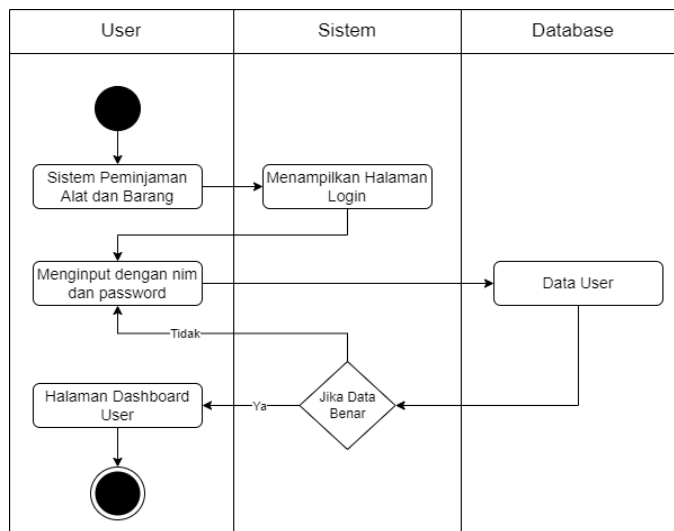 User
Sistem
Database
Sistem Peminjaman
Alat dan Barang
Menampilkan Halaman
Login
Menginput dengan nim
dan password
Data User
Tidak
Halaman Dashboard
User
Ya
Jika Data
Benar